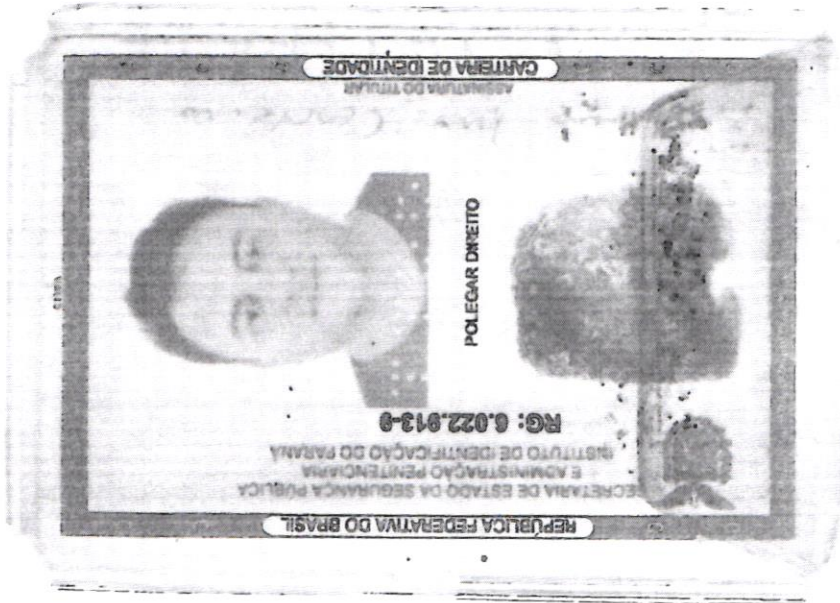 REPÚBLICA FEDERATIVA DO BRASIL
SECRETARIA DE ESTADO DA SEGURANÇA PÚBLICA
E ADMINISTRAÇÃO PENITENCIÁRIA
INSTITUTO DE IDENTIFICAÇÃO DO PARANÁ
RG: 6.022.913-9
POLEGAR DIREITO
ASSINATURA DO TITULAR
CARTEIRA DE IDENTIDADE